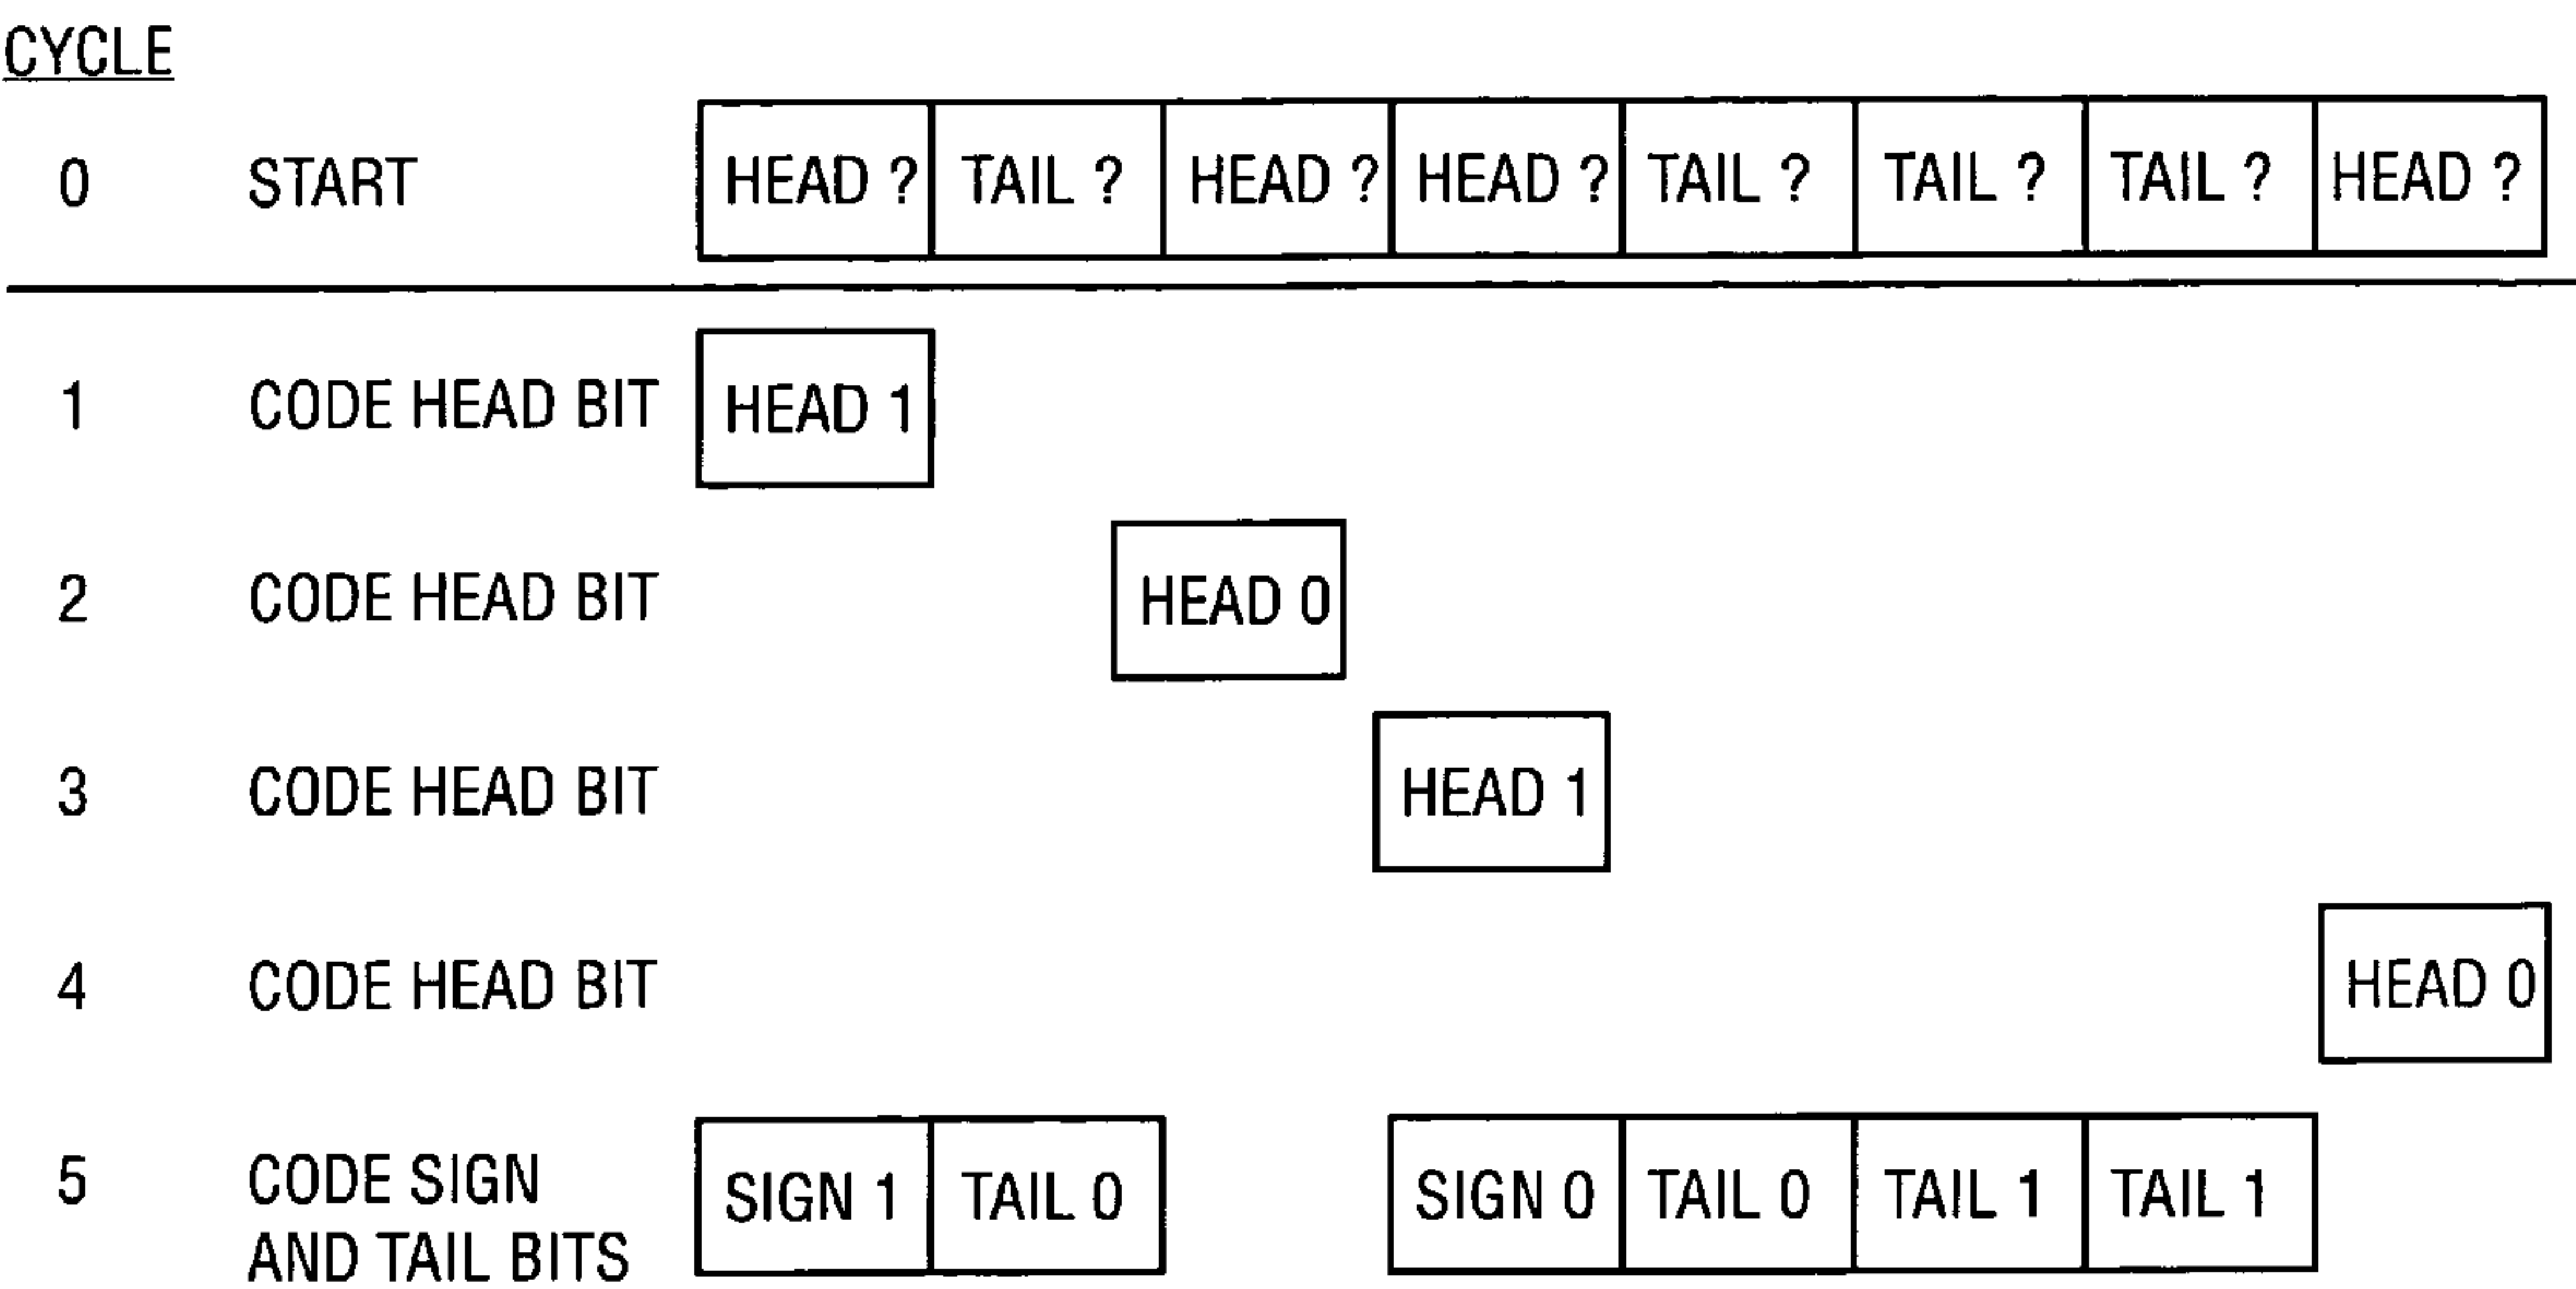 CYCLE
0 START HEAD ? TAIL ? HEAD ? HEAD ? TAIL ? TAIL ? TAIL ? HEAD ?
1 CODE HEAD BIT HEAD 1
2 CODE HEAD BIT HEAD 0
3 CODE HEAD BIT HEAD 1
4 CODE HEAD BIT HEAD 0
5 CODE SIGN SIGN 1 TAIL 0 SIGN 0 TAIL 0 TAIL 1 TAIL 1
AND TAIL BITS